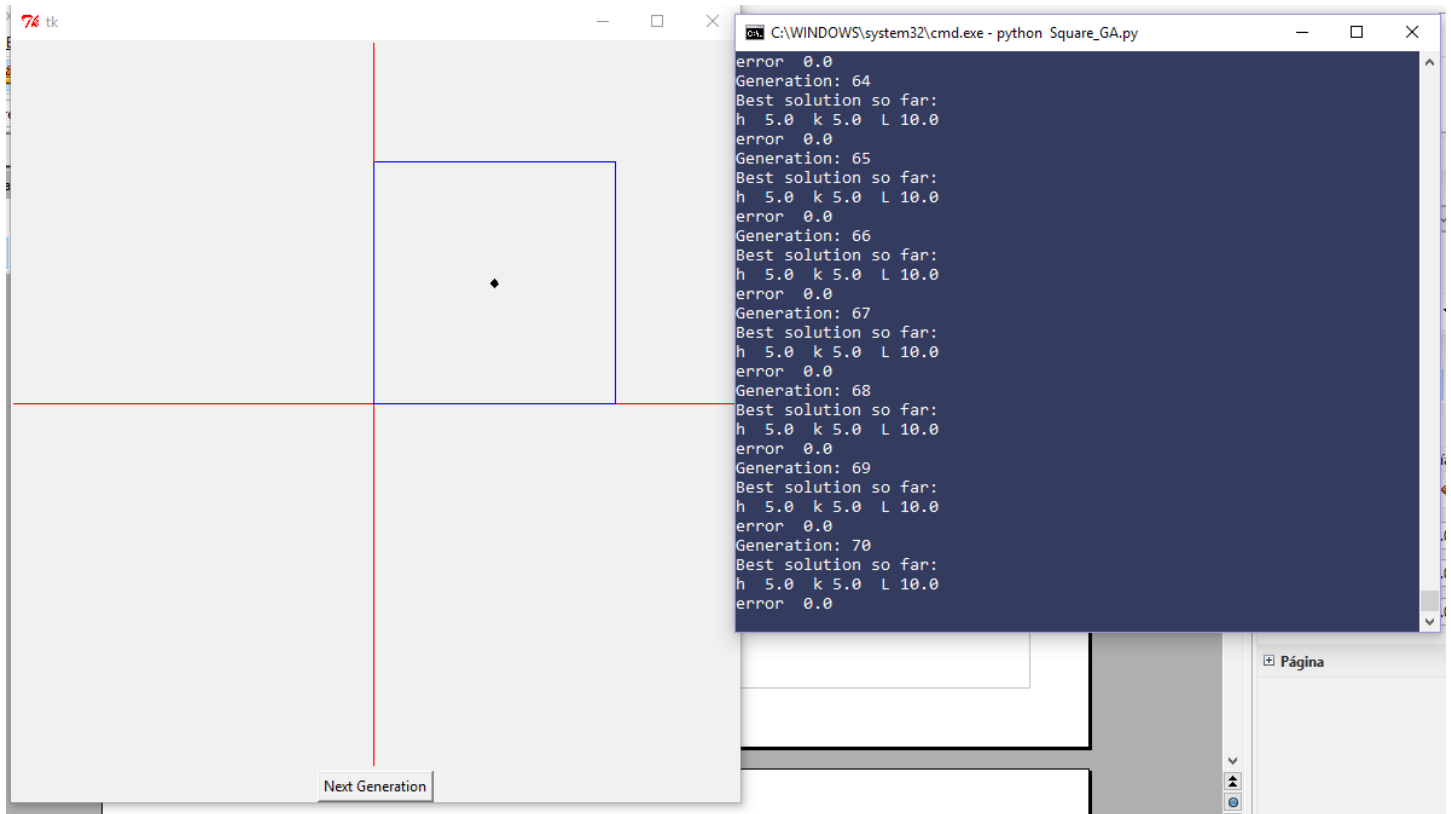 tk
Next Generation
C:\WINDOWS\system32\cmd.exe - python  Square_GA.py
error  0.0
Generation: 64
Best solution so far:
h  5.0  k 5.0  L 10.0
error  0.0
Generation: 65
Best solution so far:
h  5.0  k 5.0  L 10.0
error  0.0
Generation: 66
Best solution so far:
h  5.0  k 5.0  L 10.0
error  0.0
Generation: 67
Best solution so far:
h  5.0  k 5.0  L 10.0
error  0.0
Generation: 68
Best solution so far:
h  5.0  k 5.0  L 10.0
error  0.0
Generation: 69
Best solution so far:
h  5.0  k 5.0  L 10.0
error  0.0
Generation: 70
Best solution so far:
h  5.0  k 5.0  L 10.0
error  0.0
Página